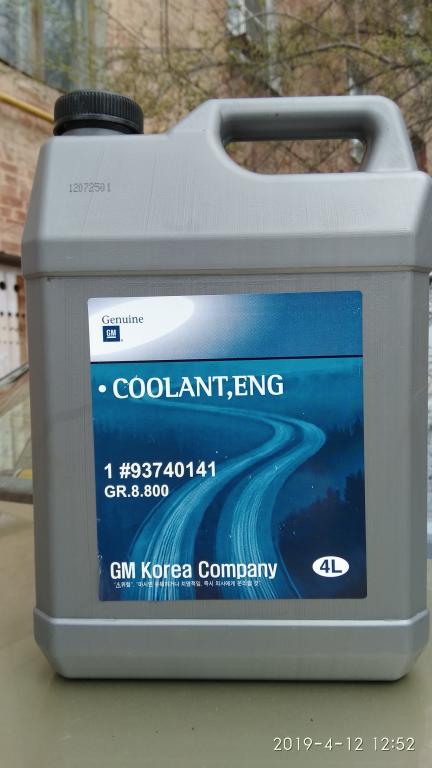 12072501
Genuine
GM
• COOLANT,ENG
1 #93740141
GR.8.800
GM Korea Company
4L
2019-4-12 12:52